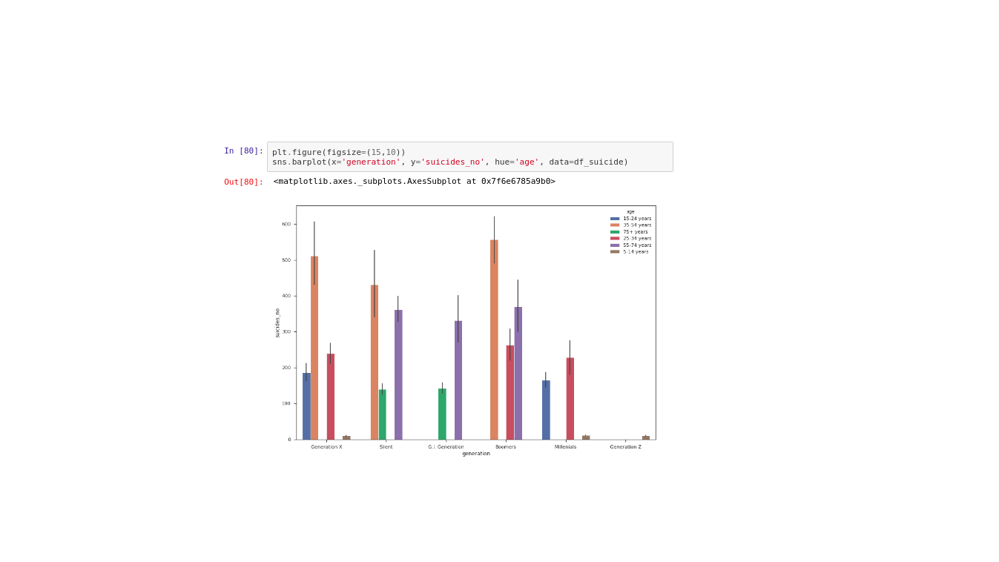 In [80]:
plt.figure(figsize=(15,10))
sns.barplot(x='generation', y='suicides_no', hue='age', data=df_suicide)
Out[80]:
<matplotlib.axes._subplots.AxesSubplot at 0x7f6e6785a9b0>
age
15-24 years
35-54 years
75+ years
25-34 years
55-74 years
5-14 years
600
500
400
300
200
100
0
suicides_no
Generation X
Silent
G.I. Generation
Boomers
Millenials
Generation Z
generation